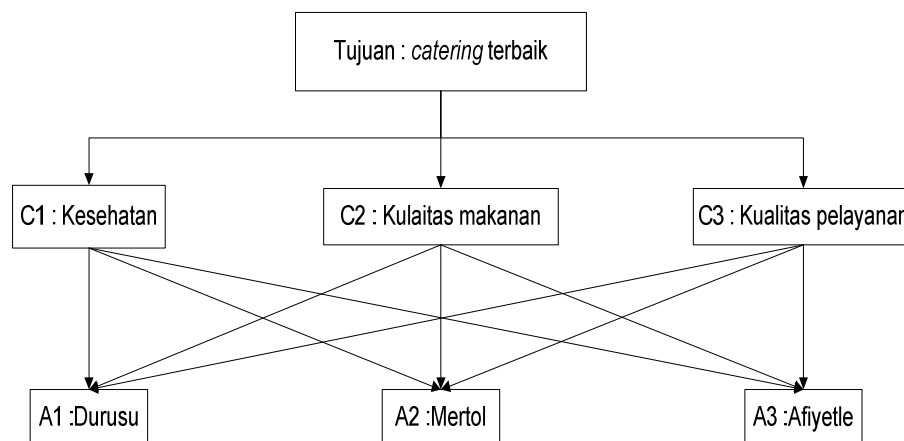 Tujuan : catering terbaik
C1 : Kesehatan
C2 : Kulaitas makanan
C3 : Kualitas pelayanan
A1 :Durusu
A2 :Mertol
A3 :Afiyetle